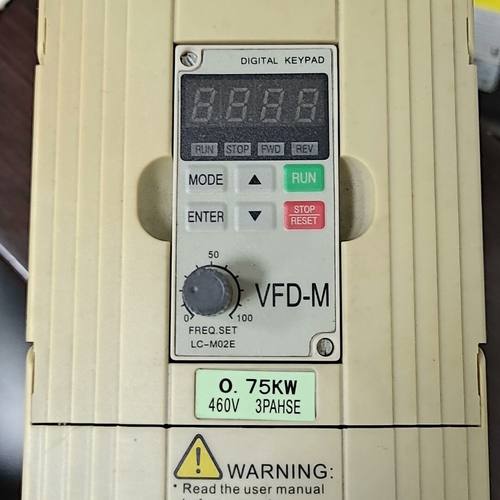 DIGITAL KEYPAD
RUN STOP FWD REV
MODE ▲ RUN
ENTER ▼ STOP
RESET
50
0 100
VFD-M
FREQ.SET
LC-M02E
0.75KW
460V 3PAHSE
WARNING:
* Read the user manual